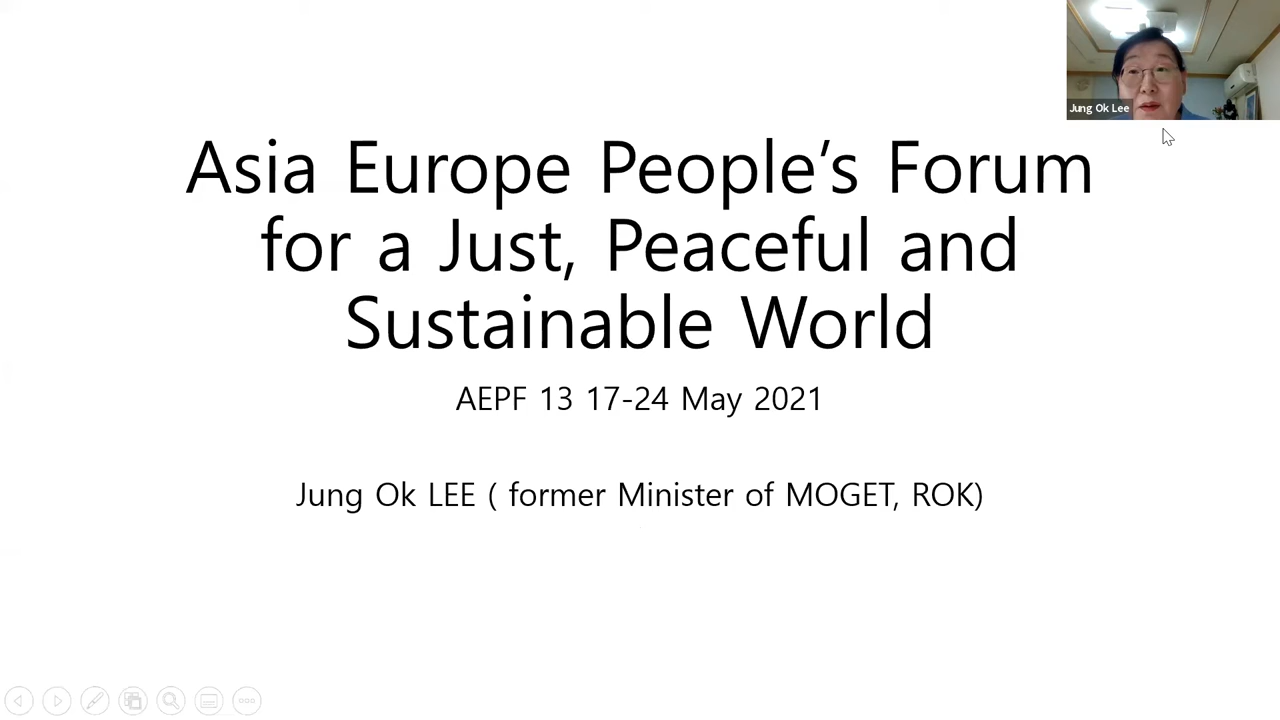 Jung Ok Lee
Asia Europe People’s Forum
for a Just, Peaceful and
Sustainable World
AEPF 13 17-24 May 2021
Jung Ok LEE ( former Minister of MOGET, ROK)